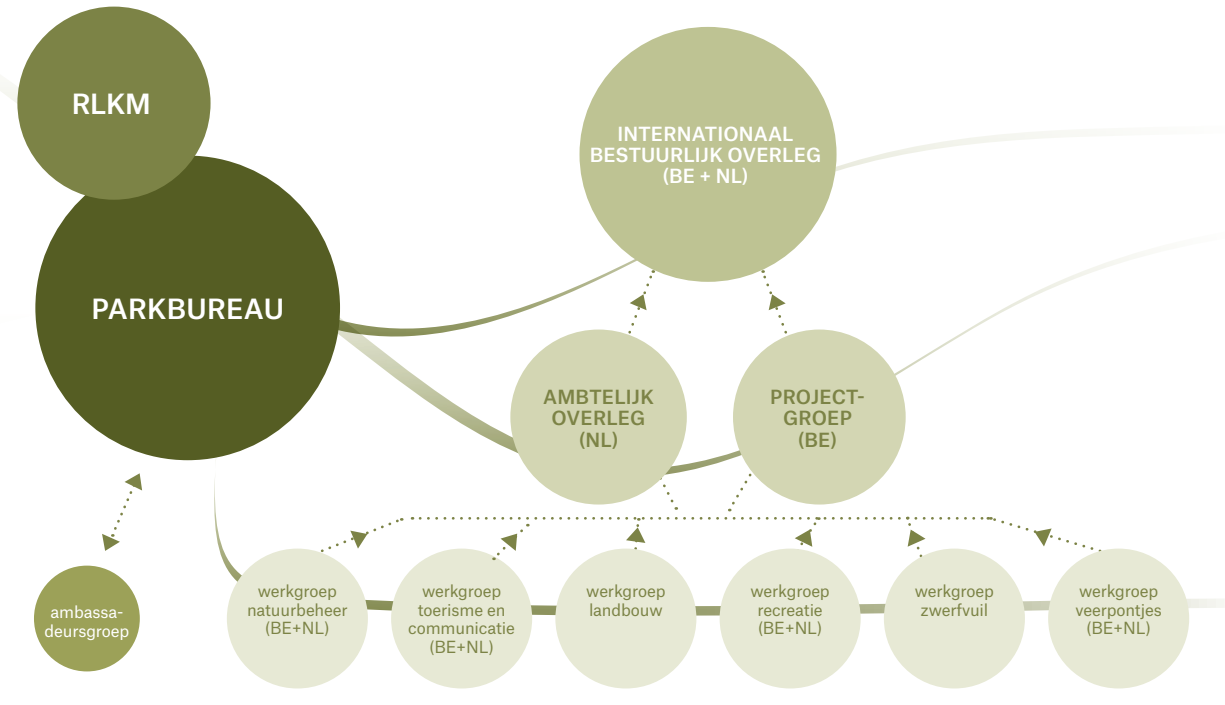 RLKM
PARKBUREAU
INTERNATIONAAL
BESTUURLIJK OVERLEG
(BE + NL)
AMBTELIJK
OVERLEG
(NL)
PROJECT-
GROEP
(BE)
ambassa-
deursgroep
werkgroep
natuurbeheer
(BE+NL)
werkgroep
toerisme en
communicatie
(BE+NL)
werkgroep
landbouw
werkgroep
recreatie
(BE+NL)
werkgroep
zwerfvuil
werkgroep
veerpontjes
(BE+NL)